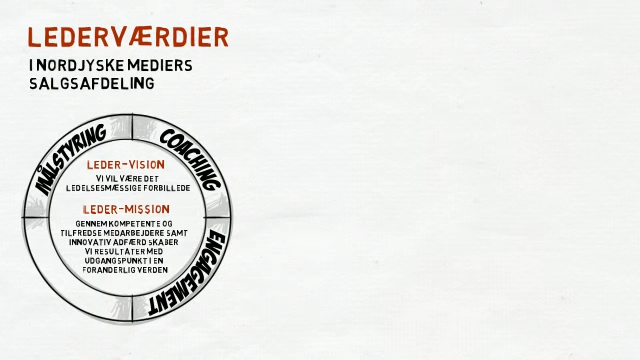 LEDERVÆRDIER
I NORDJYSKE MEDIERS
SALGSAFDELING
MÅLSTYRING
COACHING
LEDER-VISION
VI VIL VÆRE DET
LEDELSESMÆSSIGE FORBILLEDE
LEDER-MISSION
GENNEM KOMPETENTE OG
TILFREDSE MEDARBEJDERE SAMT
INNOVATIV ADFÆRD SKABER
VI RESULTATER MED
UDGANGSPUNKT I EN
FORANDERLIG VERDEN
ENGAGEMENT